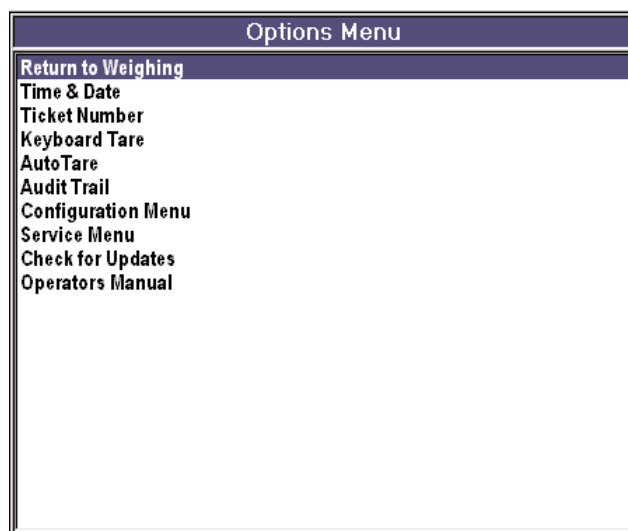 Options Menu
Return to Weighing
Time & Date
Ticket Number
Keyboard Tare
AutoTare
Audit Trail
Configuration Menu
Service Menu
Check for Updates
Operators Manual